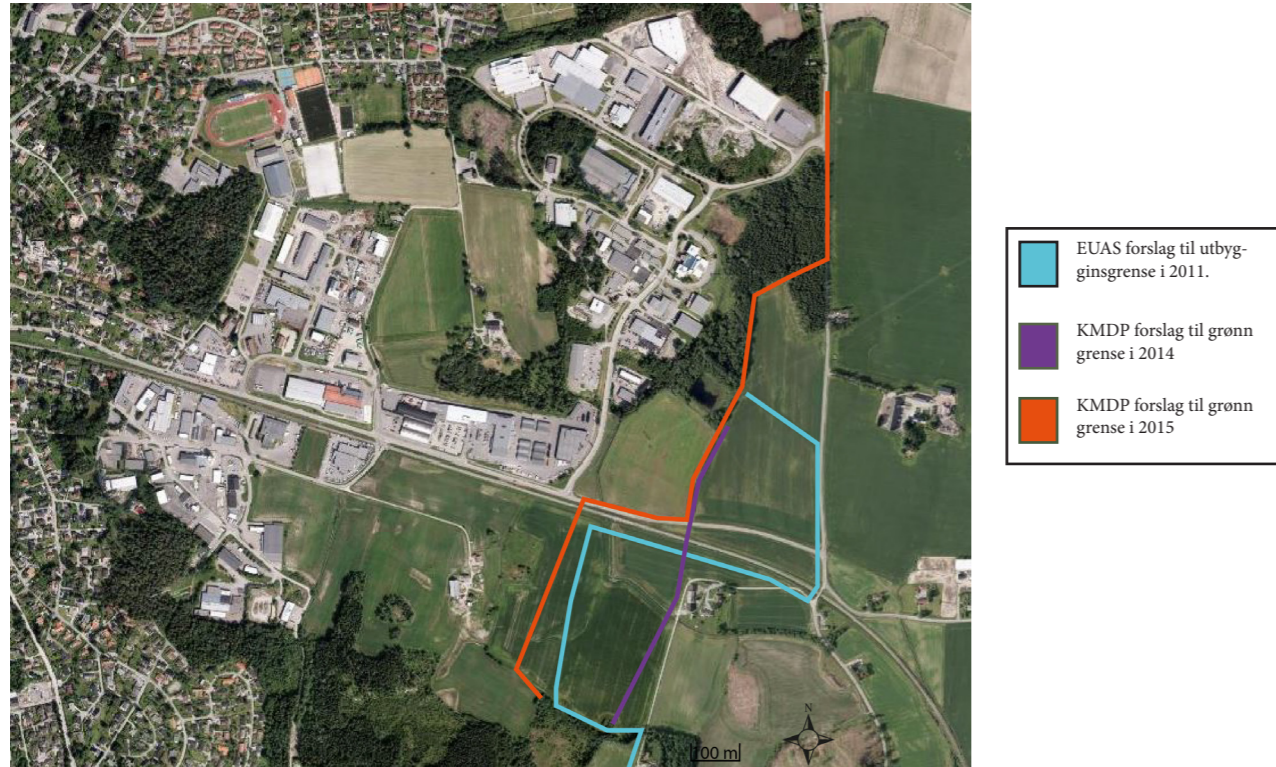 EUAS forslag til utbyg-
ginsgrense i 2011.
KMDP forslag til grønn
grense i 2014
KMDP forslag til grønn
grense i 2015
N
100 m